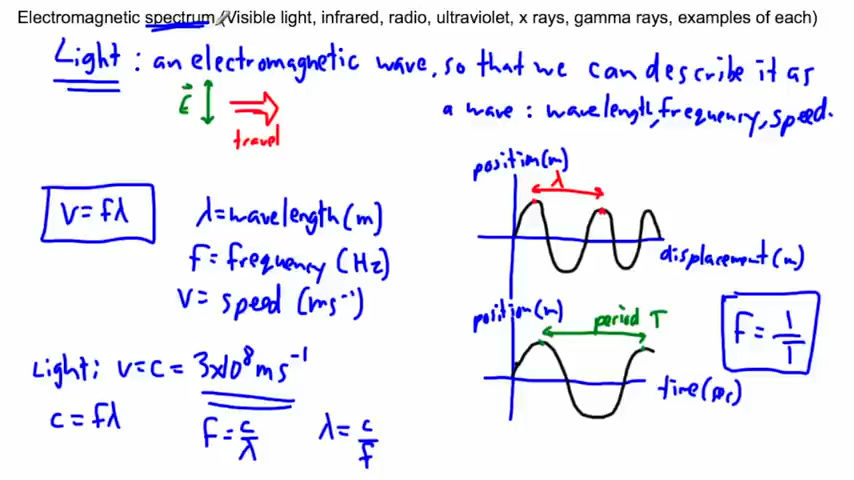 Electromagnetic spectrum (Visible light, infrared, radio, ultraviolet, x rays, gamma rays, examples of each)
Light: an electromagnetic wave, so that we can describe it as
a wave: wavelength, frequency, speed.
E
travel
V = fλ
λ = wavelength (m)
f = frequency (Hz)
V = speed (ms⁻¹)
Light: V = C = 3x10⁸ ms⁻¹
C = fλ
F = c/λ
λ = c/f
position (m)
λ
displacement (m)
position (m)
period T
time
F = 1/T